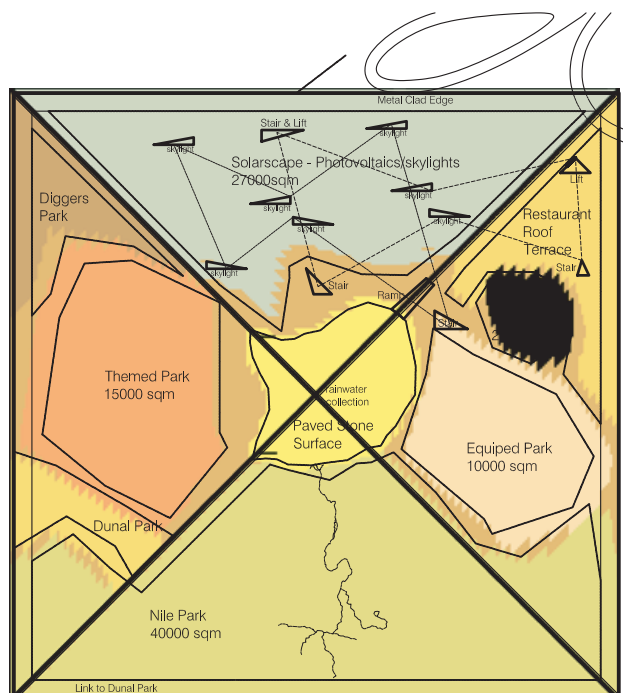 Metal Clad Edge
Stair & Lift
skylight
skylight
Solarscape - Photovoltaics/skylights
27000sqm
Lift
skylight
Diggers
Park
skylight
skylight
skylight
Restaurant
Roof
Terrace
skylight
Stair
Stair
Ramp
Stair
Themed Park
15000 sqm
rainwater
collection
Paved Stone
Surface
Equiped Park
10000 sqm
Dunal Park
Nile Park
40000 sqm
Link to Dunal Park